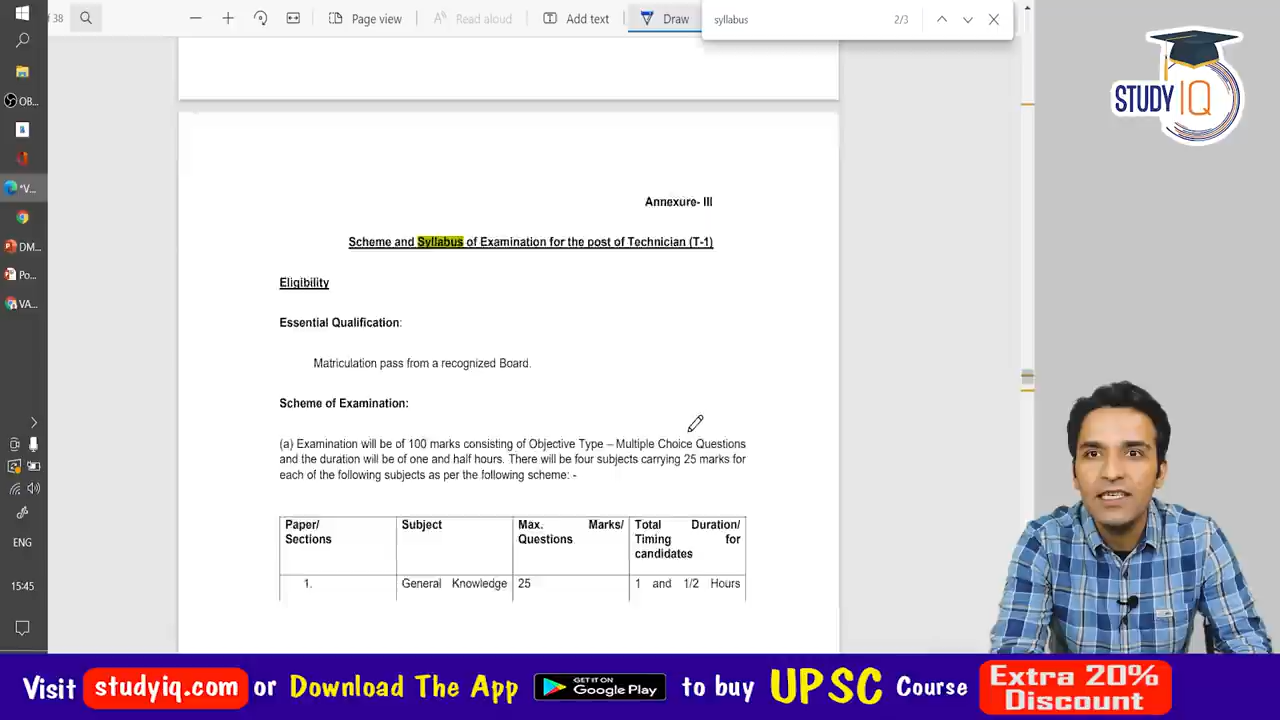 of 38
Page view
Read aloud
Add text
Draw
syllabus
2/3
STUDY IQ
OB...
*V...
DM...
Po...
VA...
ENG
15:45
Annexure- III
Scheme and Syllabus of Examination for the post of Technician (T-1)
Eligibility
Essential Qualification:
Matriculation pass from a recognized Board.
Scheme of Examination:
(a) Examination will be of 100 marks consisting of Objective Type – Multiple Choice Questions
and the duration will be of one and half hours. There will be four subjects carrying 25 marks for
each of the following subjects as per the following scheme: -
Paper/ Sections
Subject
Max. Marks/ Questions
Total Duration/ Timing for candidates
1.
General Knowledge
25
1 and 1/2 Hours
Visit studyiq.com or Download The App GET IT ON Google Play to buy UPSC Course Extra 20% Discount